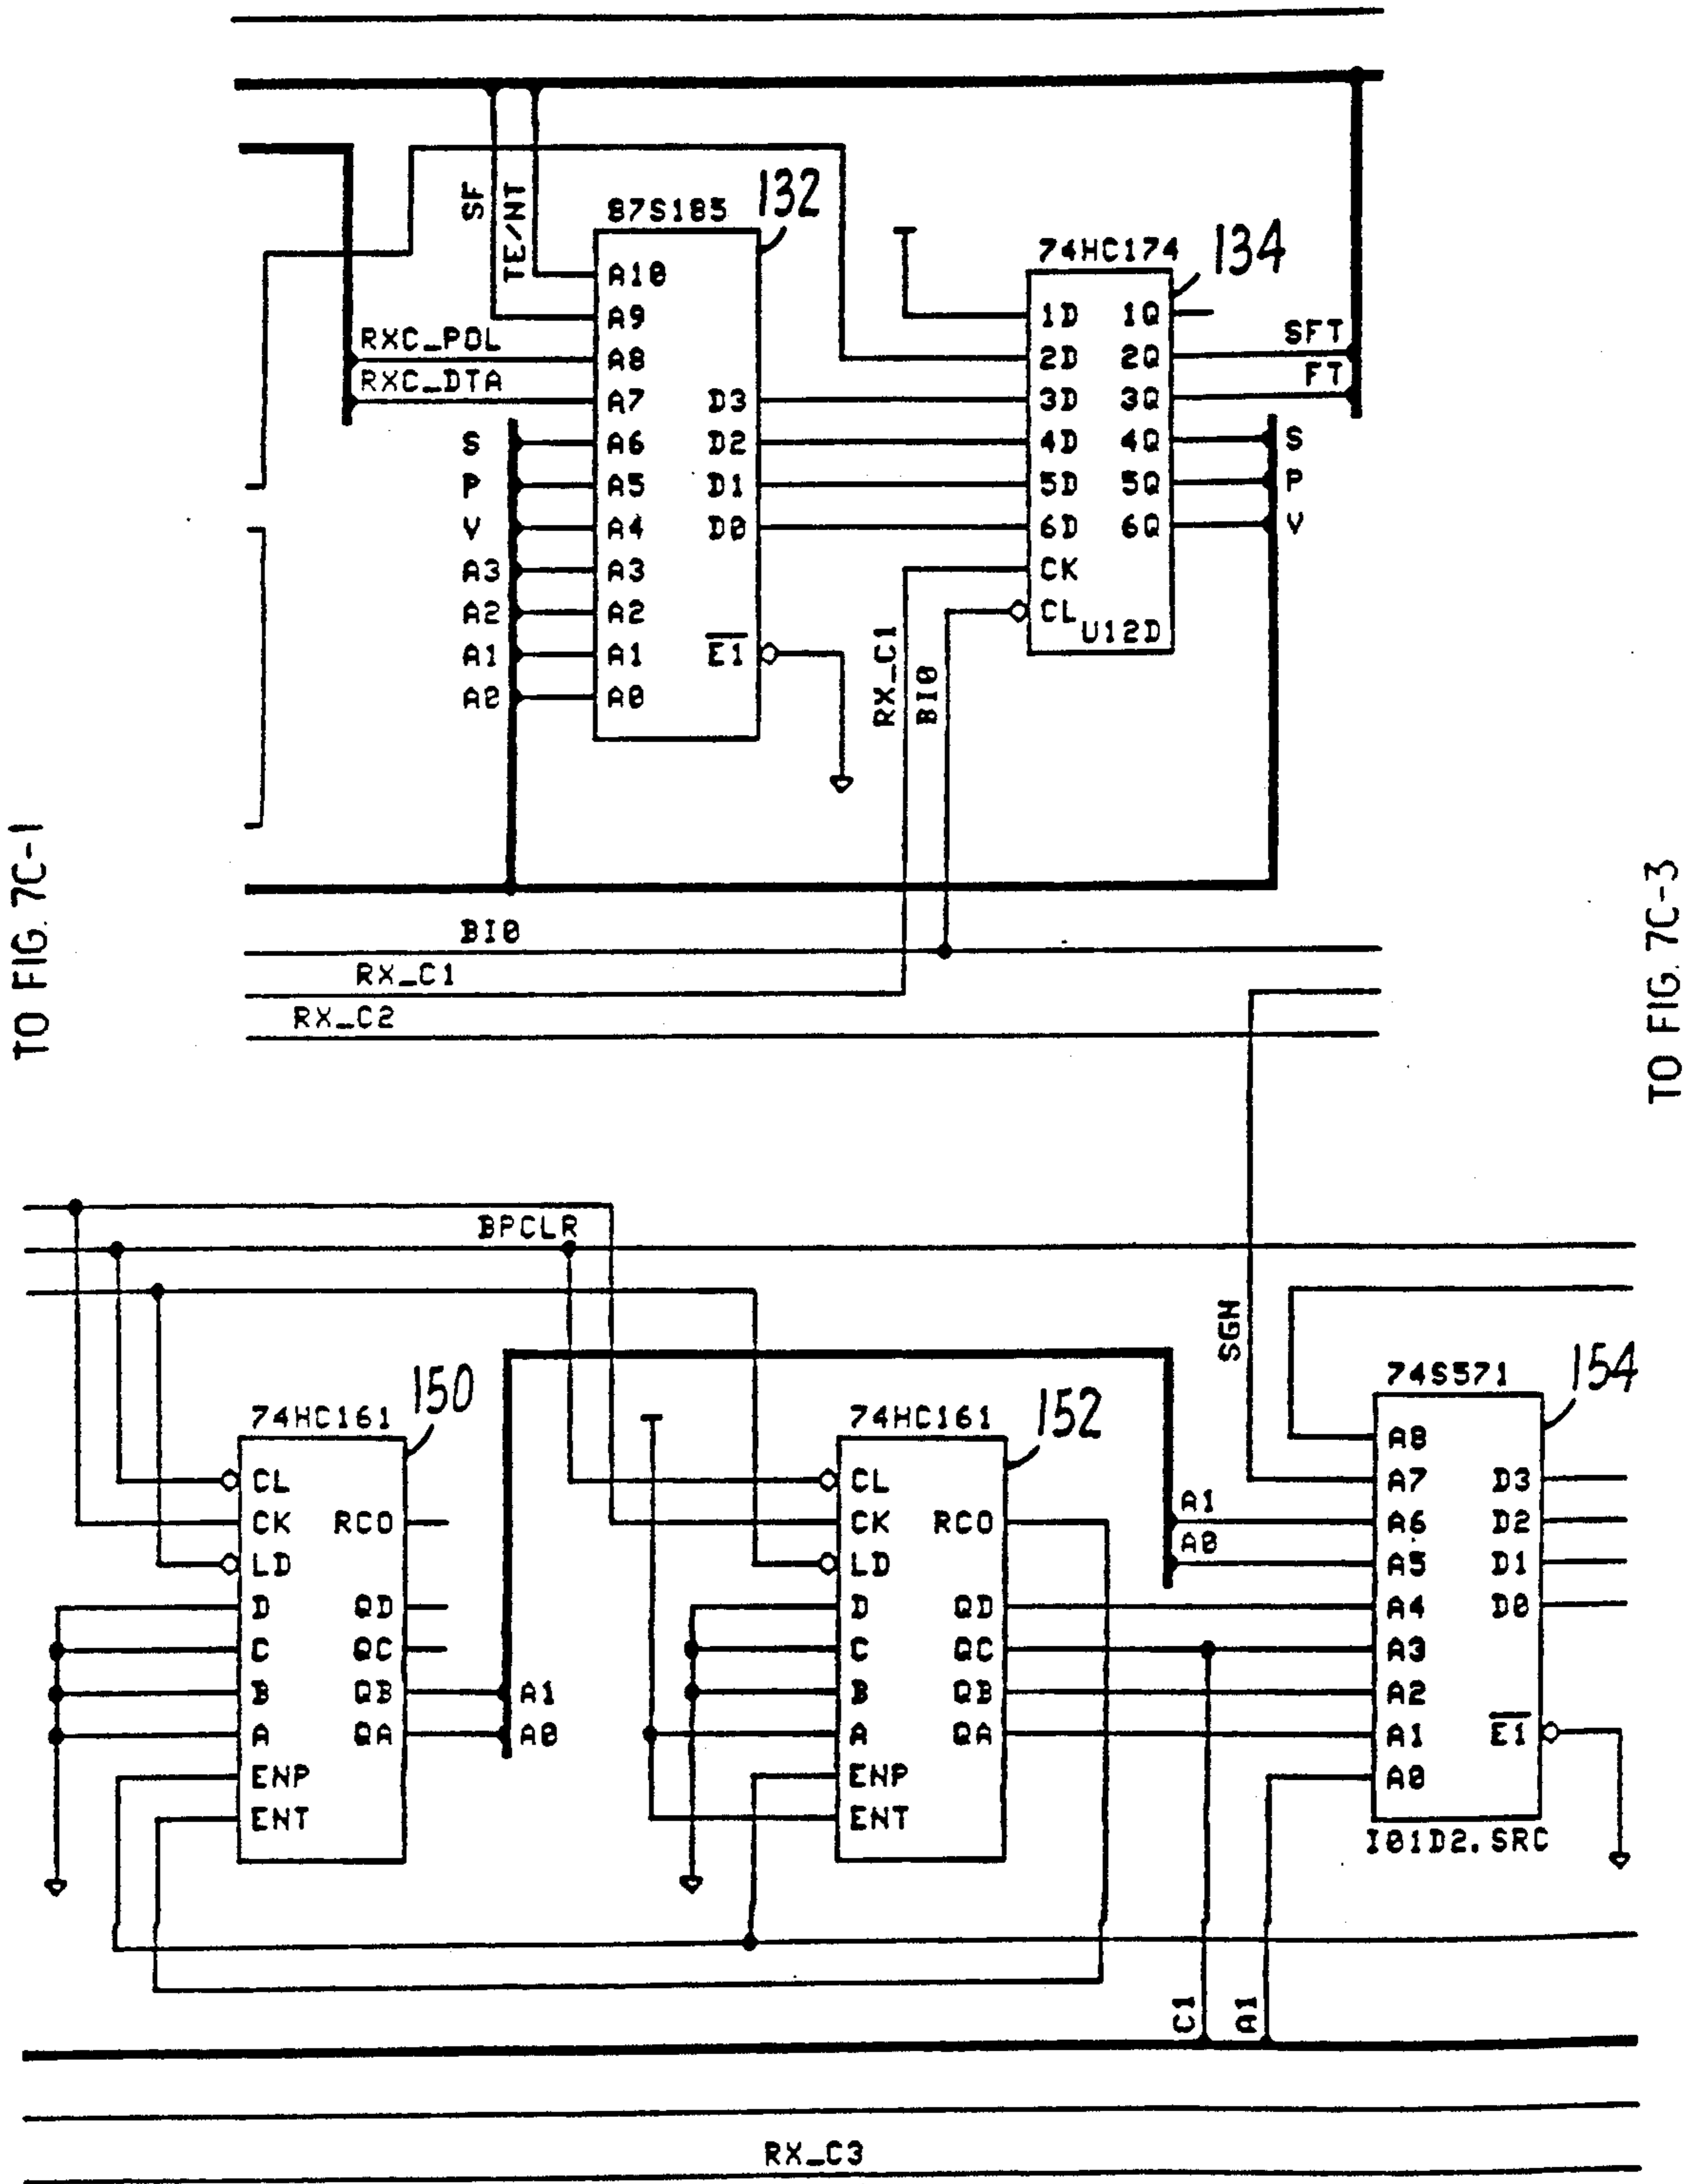 87S185
132
SF
TE/NT
74HC174
134
A10
A9
RXC_POL
A8
RXC_DTA
A7
D3
S
A6
D2
P
A5
D1
V
A4
D0
A3
A3
A2
A2
A1
A1
E1
A0
A0
1D
1Q
2D
2Q
SFT
3D
3Q
FT
4D
4Q
S
5D
5Q
P
6D
6Q
V
CK
CL
U12D
RX_C1
BI0
TO FIG. 7C-1
TO FIG. 7C-3
BI0
RX_C1
RX_C2
BPCLR
SGN
74HC161
150
CL
CK
RCO
LD
D
QD
C
QC
B
QB
A1
A
QA
A0
ENP
ENT
74HC161
152
CL
CK
RCO
LD
D
QD
C
QC
B
QB
A
QA
ENP
ENT
74S571
154
A8
A7
D3
A1
A6
D2
A0
A5
D1
A4
D0
A3
A2
A1
E1
A0
I01D2.SRC
C1
A1
RX_C3